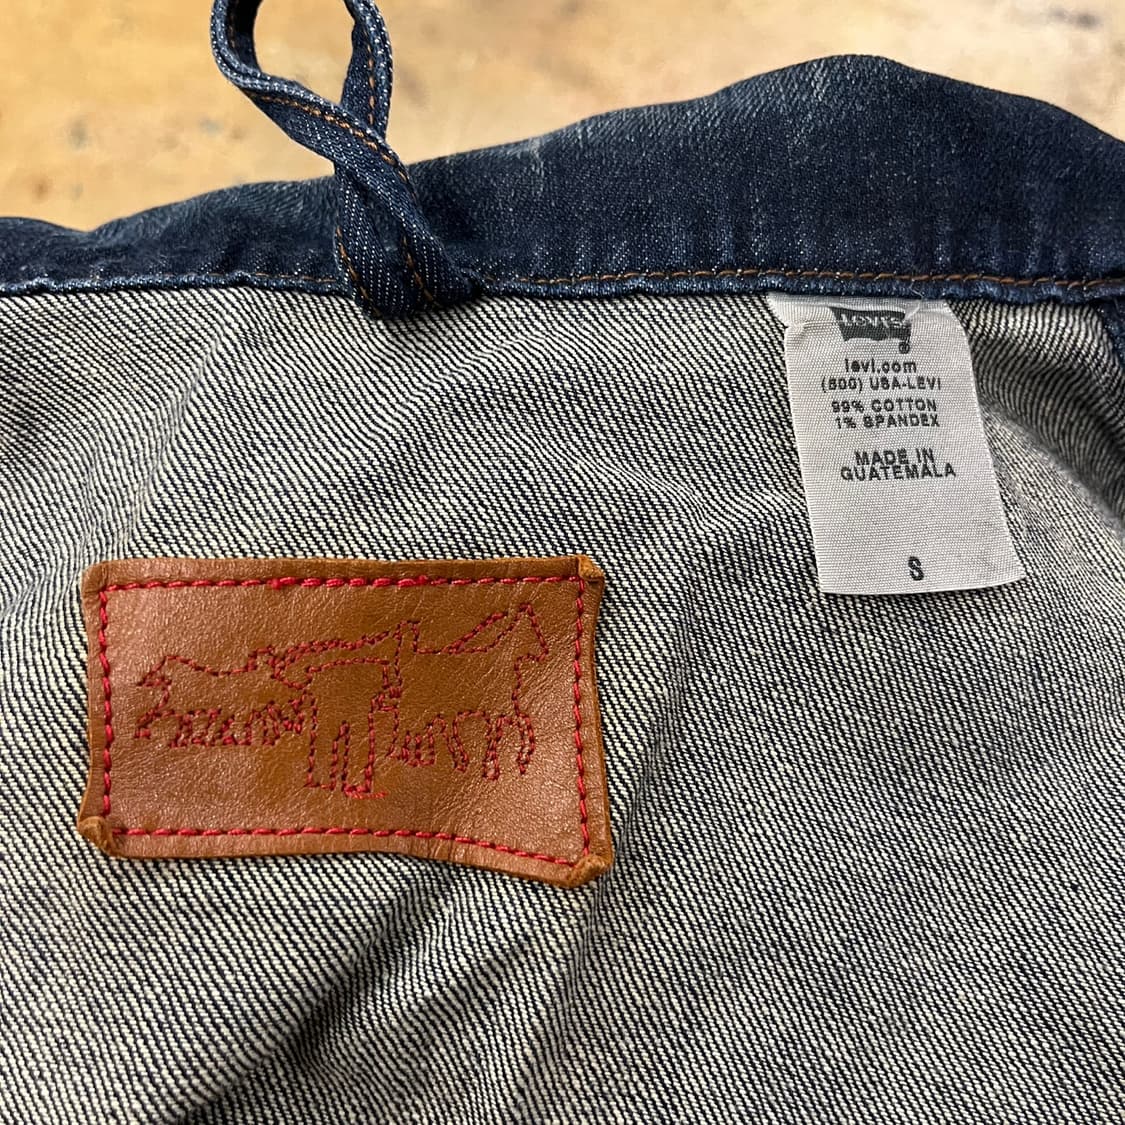 Levi's
levi.com
(800) USA-LEVI
99% COTTON
1% SPANDEX
MADE IN
GUATEMALA
S